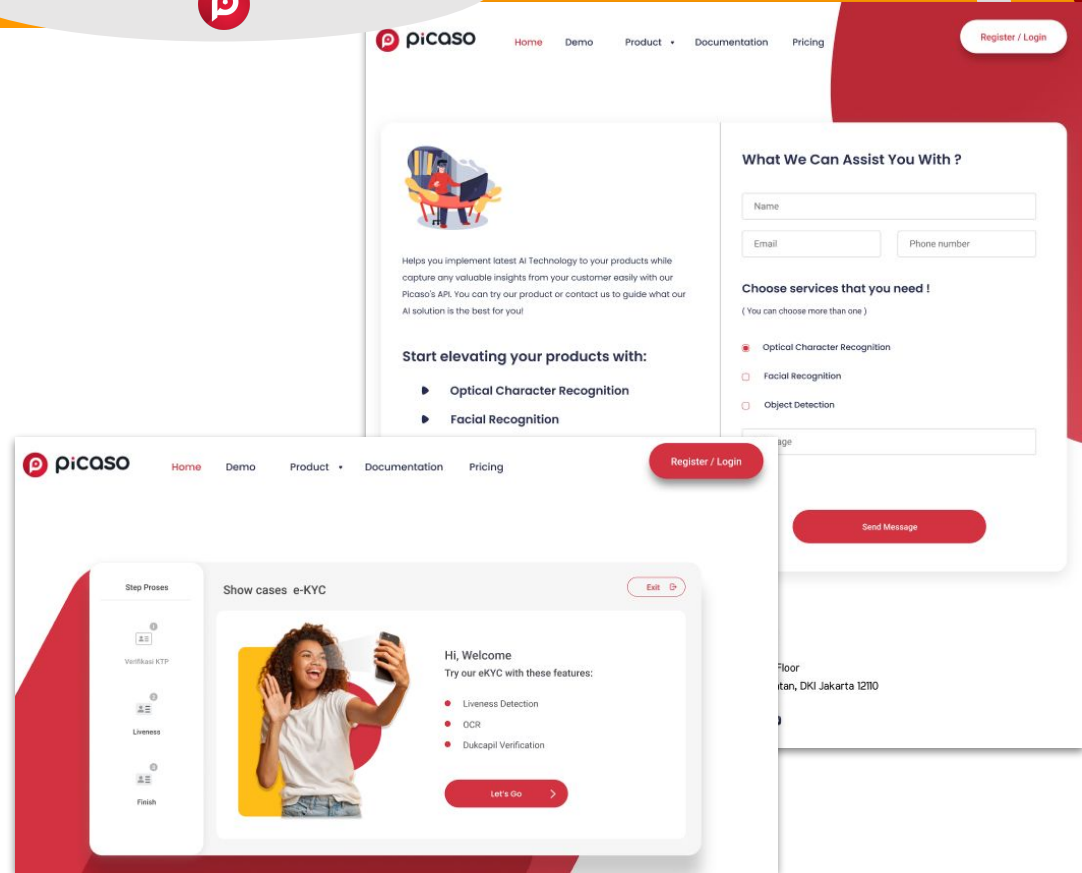 picaso
Home Demo Product Documentation Pricing
Register / Login
Helps you implement latest AI Technology to your products while
capture any valuable insights from your customer easily with our
Picaso's API. You can try our product or contact us to guide what our
AI solution is the best for you!
Start elevating your products with:
Optical Character Recognition
Facial Recognition
What We Can Assist You With ?
Name
Email Phone number
Choose services that you need !
( You can choose more than one )
Optical Character Recognition
Facial Recognition
Object Detection
Send Message
Floor
DKI Jakarta 12110
picaso
Home Demo Product Documentation Pricing
Register / Login
Step Proses
Verifikasi KTP
Liveness
Finish
Show cases e-KYC
Exit
Hi, Welcome
Try our eKYC with these features:
Liveness Detection
OCR
Dukcapil Verification
Let's Go